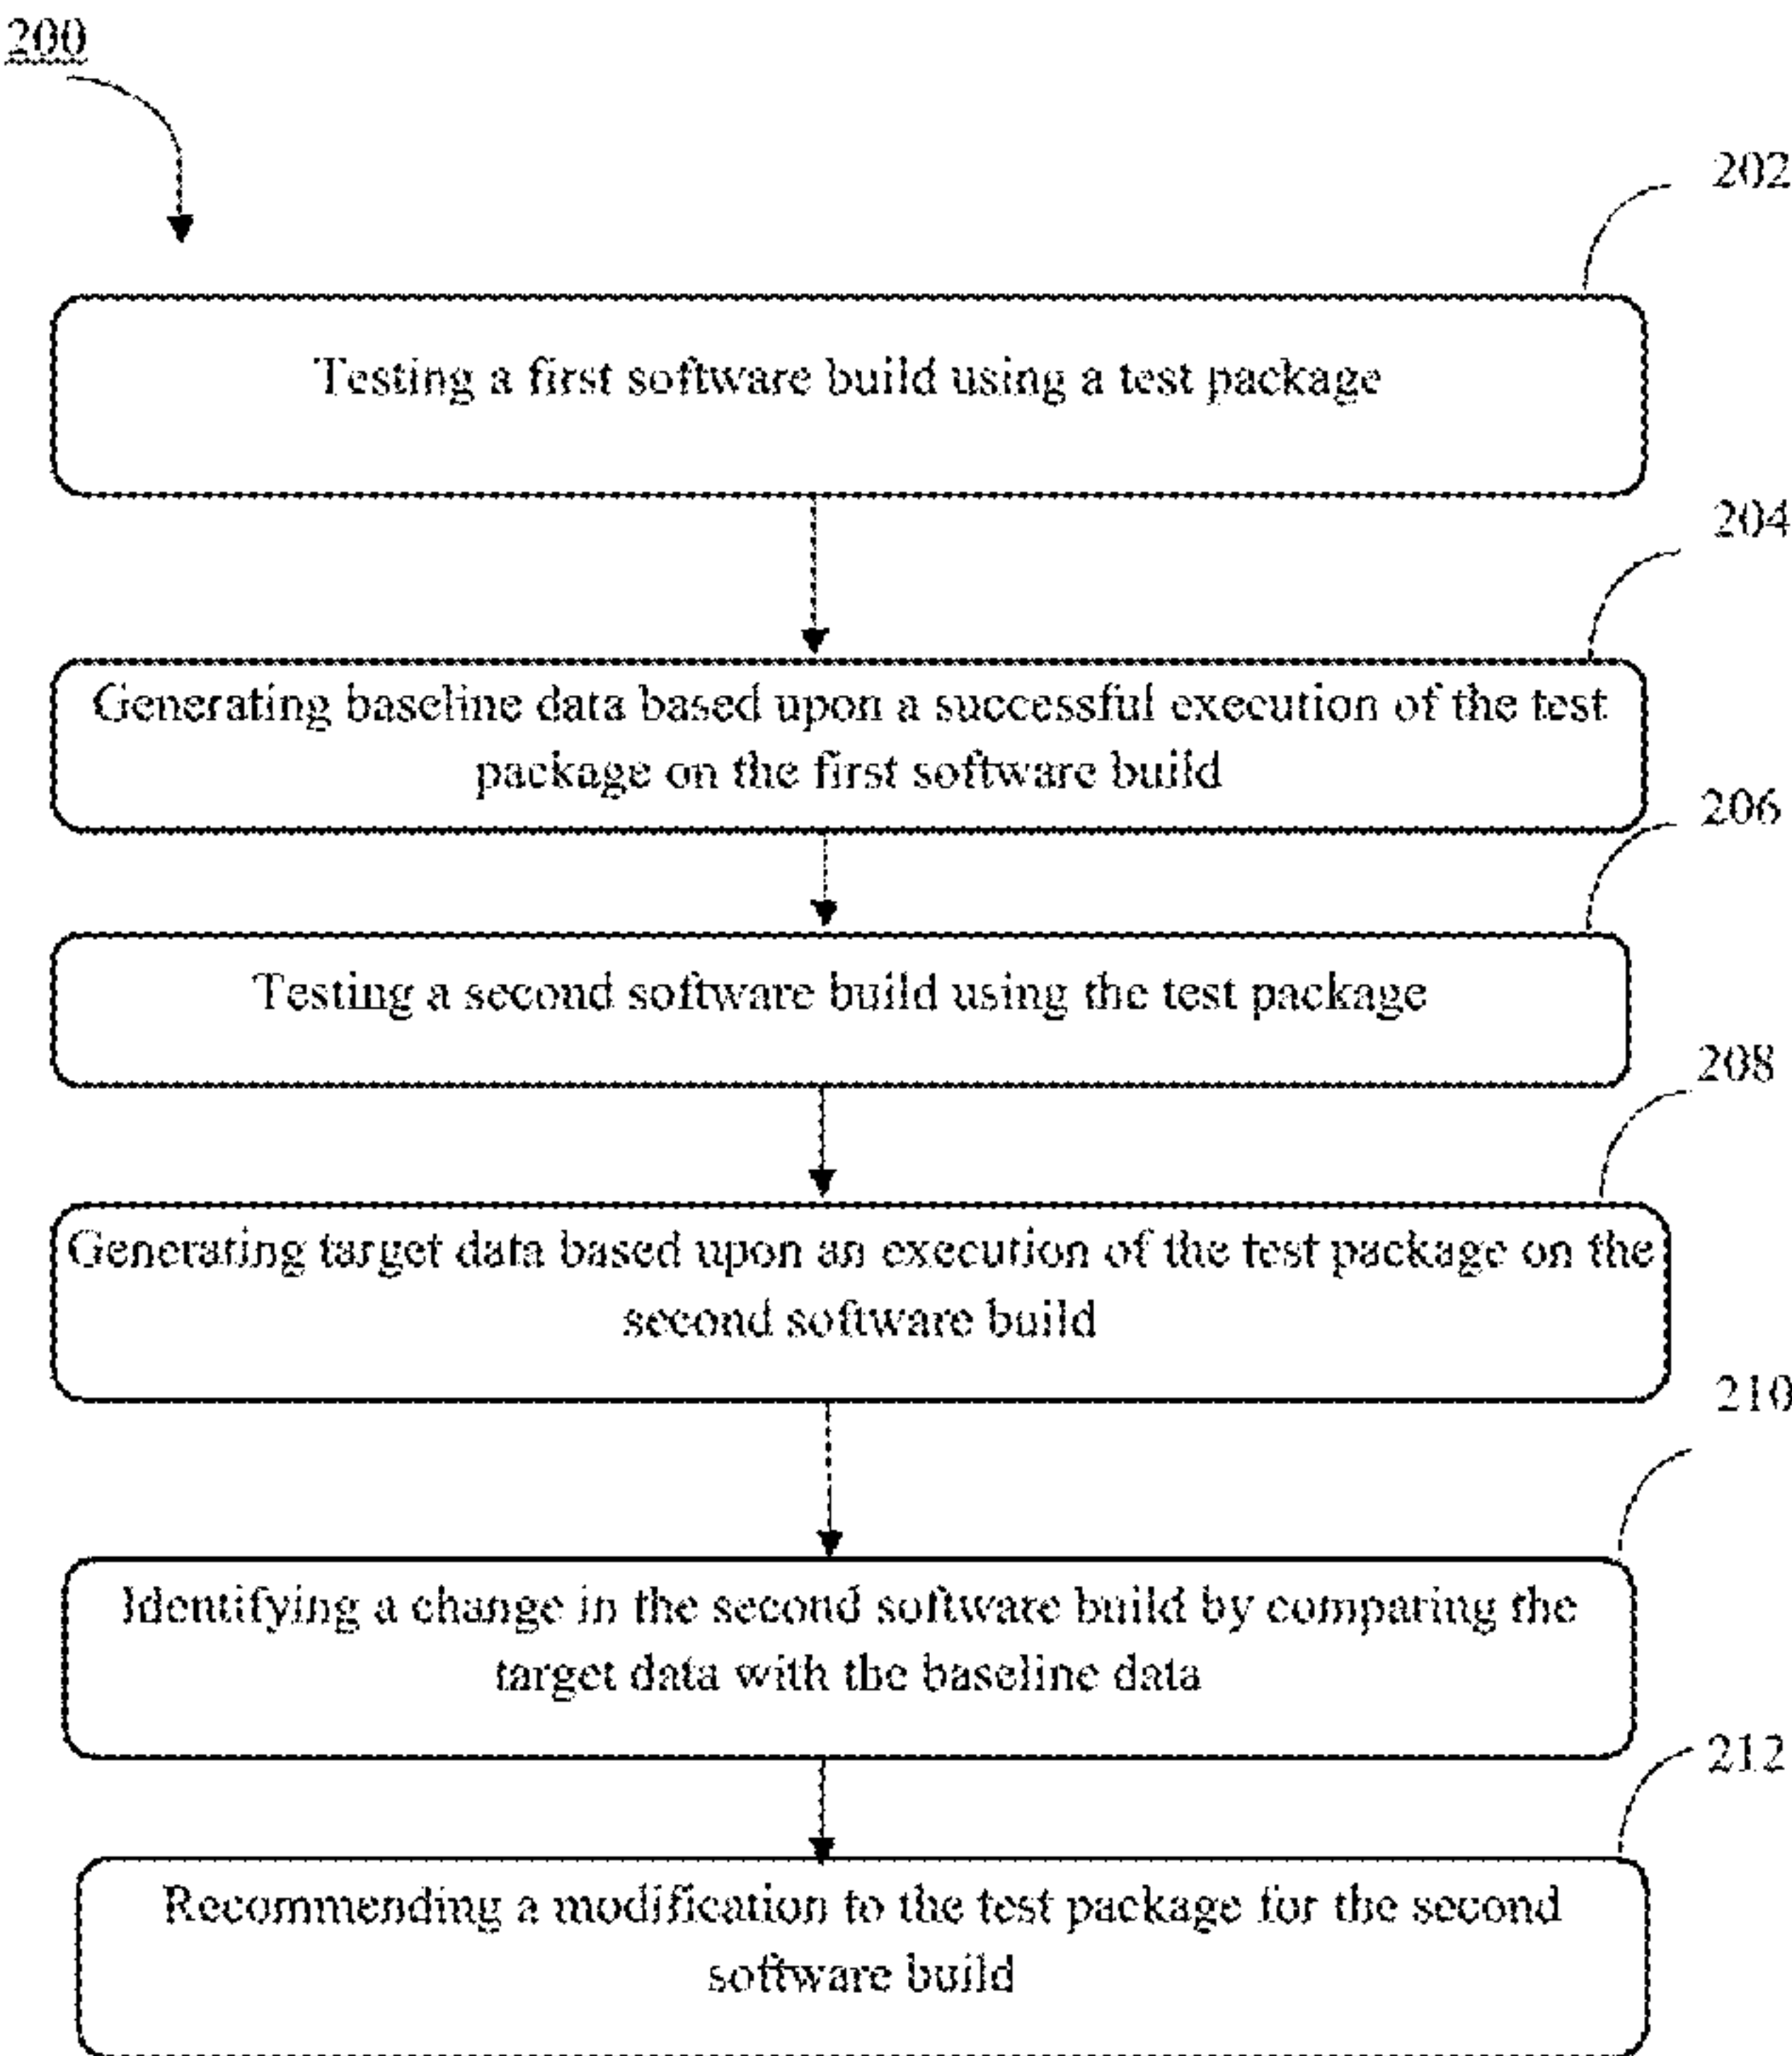 200
202
Testing a first software build using a test package
204
Generating baseline data based upon a successful execution of the test
package on the first software build
206
Testing a second software build using the test package
208
Generating target data based upon an execution of the test package on the
second software build
210
Identifying a change in the second software build by comparing the
target data with the baseline data
212
Recommending a modification to the test package for the second
software build